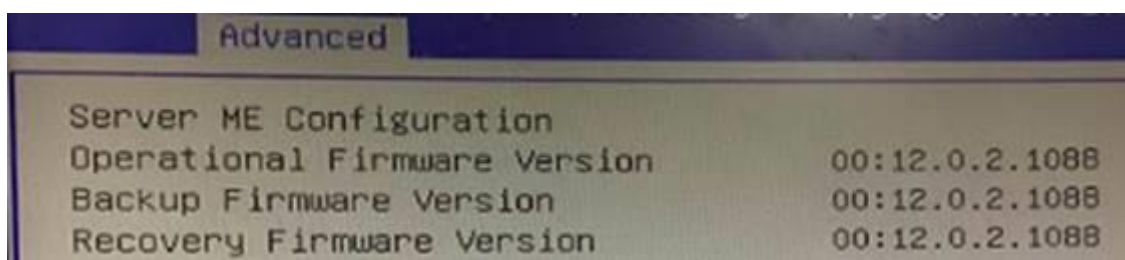 Advanced
Server ME Configuration
Operational Firmware Version 00:12.0.2.1088
Backup Firmware Version 00:12.0.2.1088
Recovery Firmware Version 00:12.0.2.1088